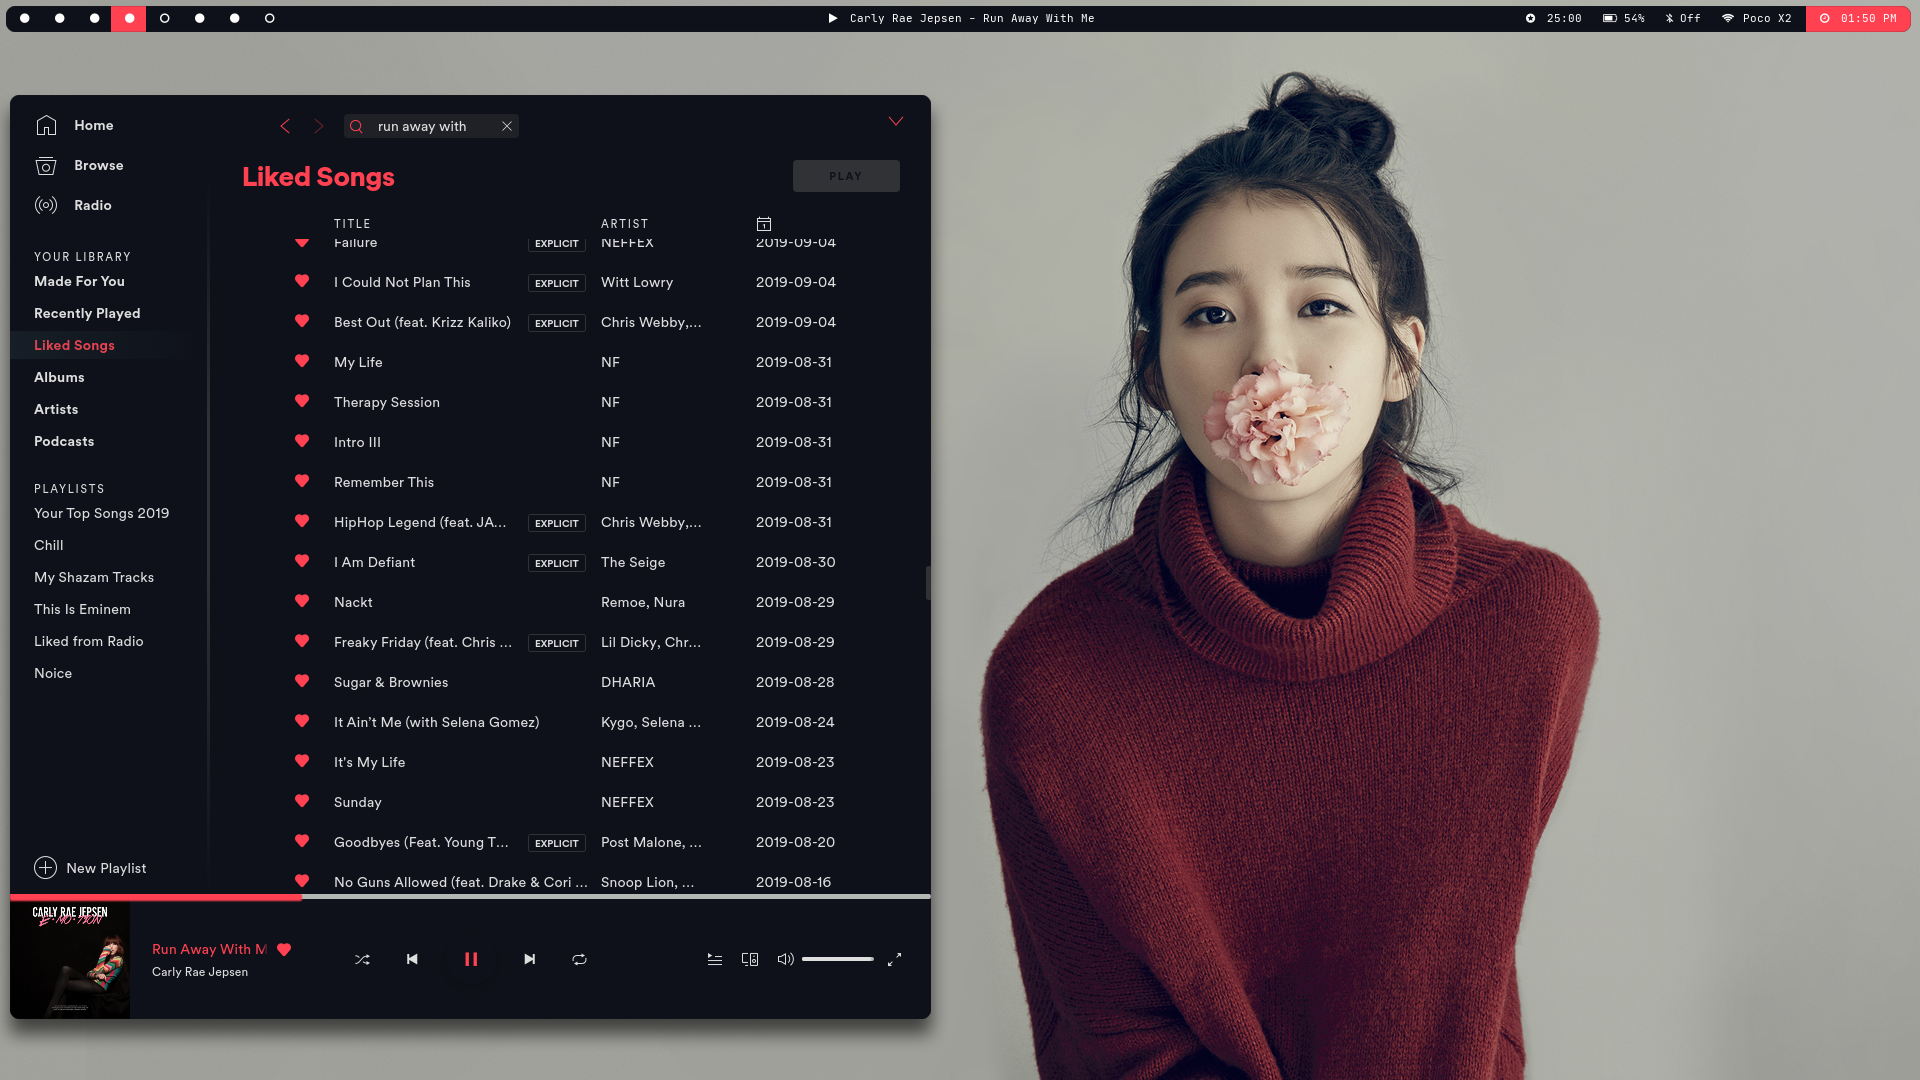 Carly Rae Jepsen - Run Away With Me
25:00
54%
Off
Poco X2
01:50 PM
Home
Browse
Radio
YOUR LIBRARY
Made For You
Recently Played
Liked Songs
Albums
Artists
Podcasts
PLAYLISTS
Your Top Songs 2019
Chill
My Shazam Tracks
This Is Eminem
Liked from Radio
Noice
New Playlist
run away with
Liked Songs
PLAY
TITLE ARTIST
Failure EXPLICIT NEFFEX 2019-09-04
I Could Not Plan This EXPLICIT Witt Lowry 2019-09-04
Best Out (feat. Krizz Kaliko) EXPLICIT Chris Webby,... 2019-09-04
My Life NF 2019-08-31
Therapy Session NF 2019-08-31
Intro III NF 2019-08-31
Remember This NF 2019-08-31
HipHop Legend (feat. JA... EXPLICIT Chris Webby,... 2019-08-31
I Am Defiant EXPLICIT The Seige 2019-08-30
Nackt Remoe, Nura 2019-08-29
Freaky Friday (feat. Chris ... EXPLICIT Lil Dicky, Chr... 2019-08-29
Sugar & Brownies DHARIA 2019-08-28
It Ain't Me (with Selena Gomez) Kygo, Selena ... 2019-08-24
It's My Life NEFFEX 2019-08-23
Sunday NEFFEX 2019-08-23
Goodbyes (Feat. Young T... EXPLICIT Post Malone, ... 2019-08-20
No Guns Allowed (feat. Drake & Cori ... Snoop Lion, ... 2019-08-16
CARLY RAE JEPSEN
E·MO·TION
Run Away With M
Carly Rae Jepsen